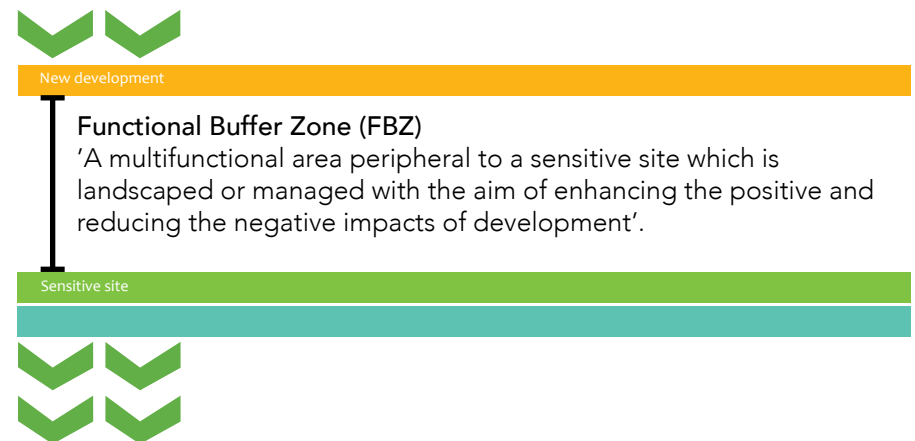 New development
Functional Buffer Zone (FBZ)
'A multifunctional area peripheral to a sensitive site which is
landscaped or managed with the aim of enhancing the positive and
reducing the negative impacts of development'.
Sensitive site